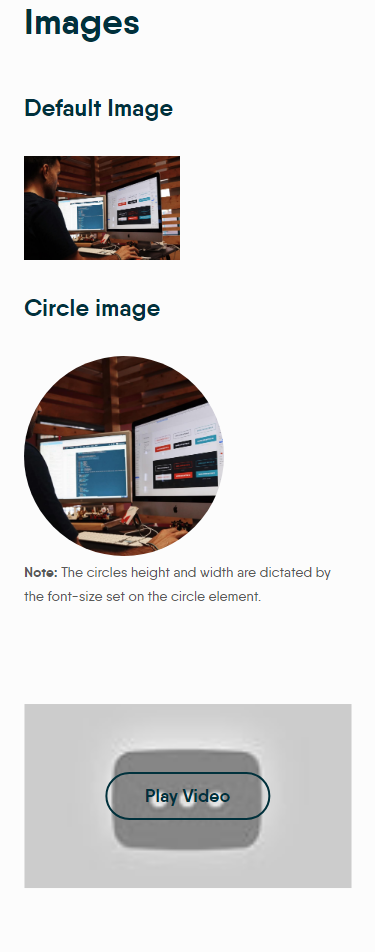 Images
Default Image
Circle image
Note: The circles height and width are dictated by
the font-size set on the circle element.
Play Video